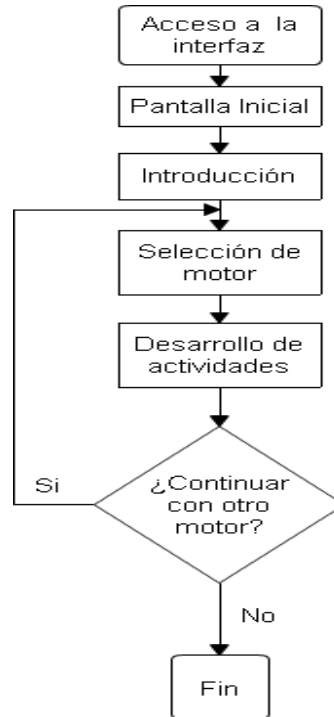 Acceso a la
interfaz
Pantalla Inicial
Introducción
Selección de
motor
Desarrollo de
actividades
¿Continuar
con otro
motor?
Si
No
Fin